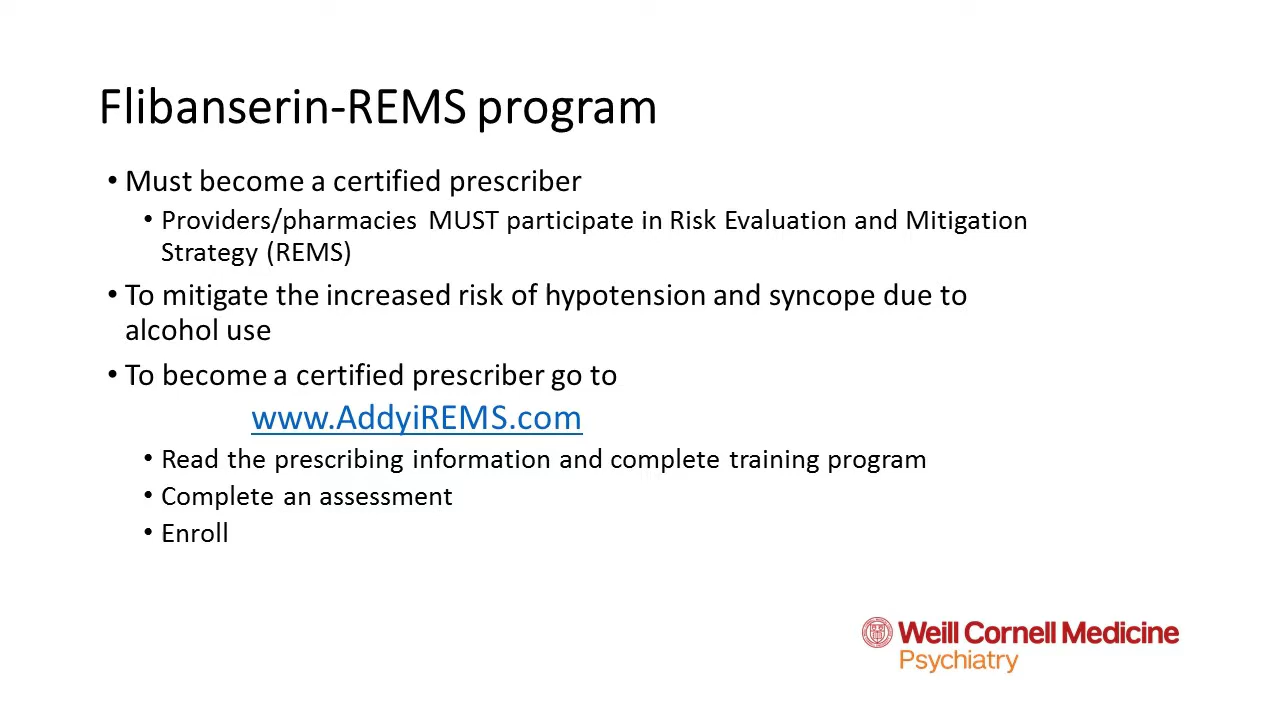 Flibanserin-REMS program
• Must become a certified prescriber
• Providers/pharmacies MUST participate in Risk Evaluation and Mitigation
Strategy (REMS)
• To mitigate the increased risk of hypotension and syncope due to
alcohol use
• To become a certified prescriber go to
www.AddyiREMS.com
• Read the prescribing information and complete training program
• Complete an assessment
• Enroll
Weill Cornell Medicine
Psychiatry